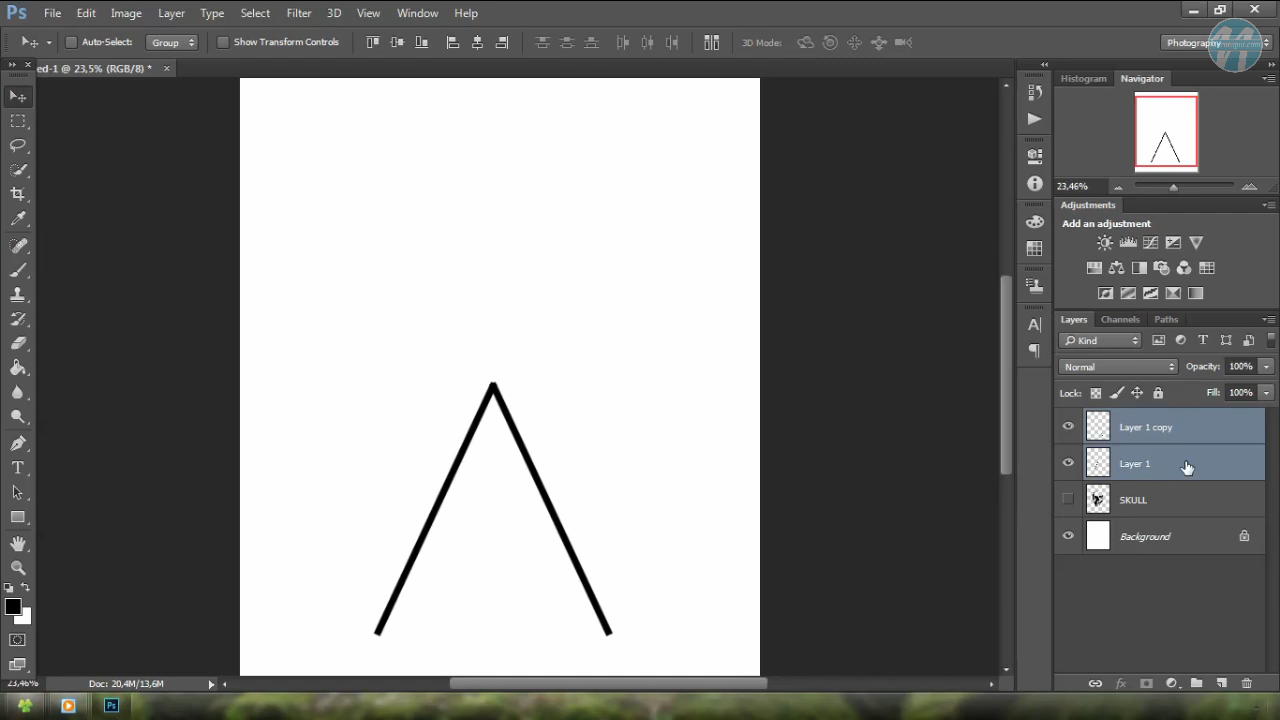 Ps File Edit Image Layer Type Select Filter 3D View Window Help
Auto-Select: Group Show Transform Controls 3D Mode: Photography
ed-1 @ 23,5% (RGB/8) *
Histogram Navigator
23,46%
Adjustments
Add an adjustment
Layers Channels Paths
Kind
Normal Opacity: 100%
Lock: Fill: 100%
Layer 1 copy
Layer 1
SKULL
Background
23,46% Doc: 20,4M/13,6M
Ps